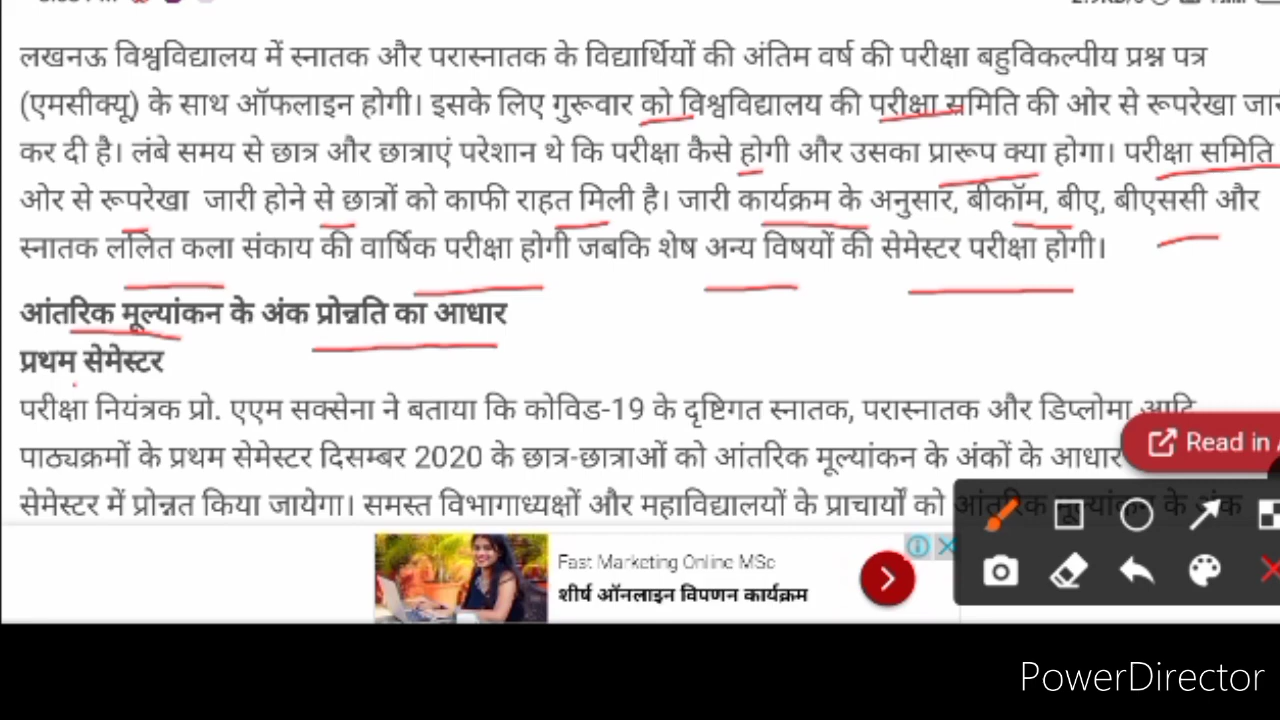 लखनऊ विश्वविद्यालय में स्नातक और परास्नातक के विद्यार्थियों की अंतिम वर्ष की परीक्षा बहुविकल्पीय प्रश्न पत्र
(एमसीक्यू) के साथ ऑफलाइन होगी। इसके लिए गुरूवार को विश्वविद्यालय की परीक्षा समिति की ओर से रूपरेखा
कर दी है। लंबे समय से छात्र और छात्राएं परेशान थे कि परीक्षा कैसे होगी और उसका प्रारूप क्या होगा। परीक्षा समिति
ओर से रूपरेखा जारी होने से छात्रों को काफी राहत मिली है। जारी कार्यक्रम के अनुसार, बीकॉम, बीए, बीएससी और
स्नातक ललित कला संकाय की वार्षिक परीक्षा होगी जबकि शेष अन्य विषयों की सेमेस्टर परीक्षा होगी।
आंतरिक मूल्यांकन के अंक प्रोन्नति का आधार
प्रथम सेमेस्टर
परीक्षा नियंत्रक प्रो. एएम सक्सेना ने बताया कि कोविड-19 के दृष्टिगत स्नातक, परास्नातक और डिप्लोमा आदि
पाठ्यक्रमों के प्रथम सेमेस्टर दिसम्बर 2020 के छात्र-छात्राओं को आंतरिक मूल्यांकन के अंकों के आधार
Read in
सेमेस्टर में प्रोन्नत किया जायेगा। समस्त विभागाध्यक्षों और महाविद्यालयों के प्राचार्यों को आंतरिक मूल्यांकन के अंक
Fast Marketing Online MSc
शीर्ष ऑनलाइन विपणन कार्यक्रम
PowerDirector